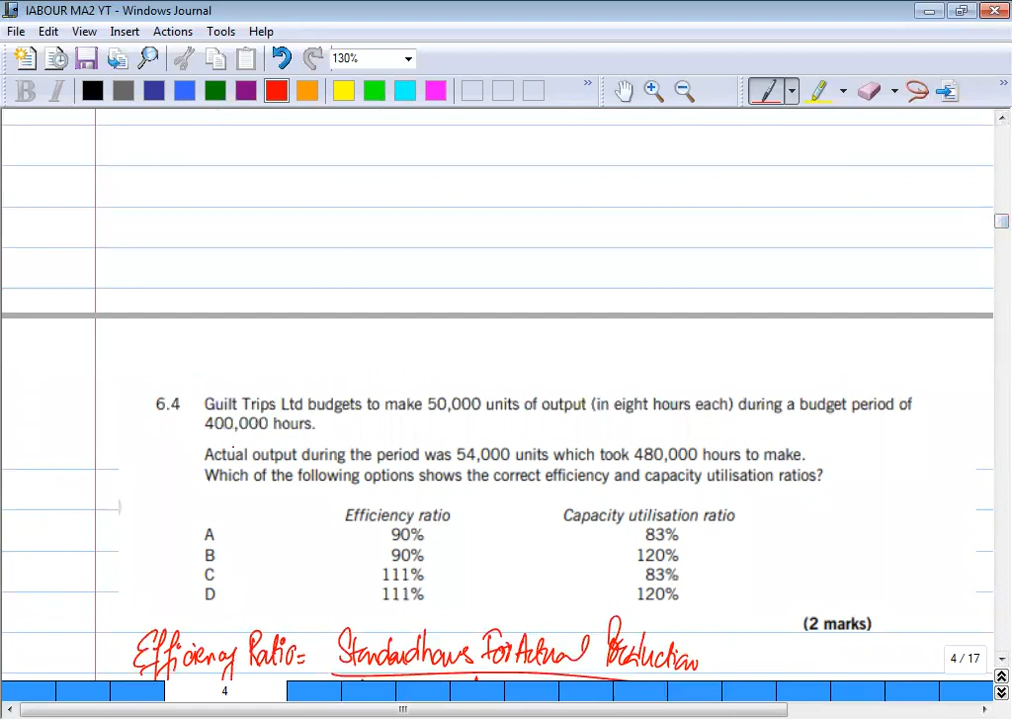 IABOUR MA2 YT - Windows Journal
File Edit View Insert Actions Tools Help
130%
B I
6.4 Guilt Trips Ltd budgets to make 50,000 units of output (in eight hours each) during a budget period of
400,000 hours.
Actual output during the period was 54,000 units which took 480,000 hours to make.
Which of the following options shows the correct efficiency and capacity utilisation ratios?
Efficiency ratio Capacity utilisation ratio
A 90% 83%
B 90% 120%
C 111% 83%
D 111% 120%
(2 marks)
Efficiency Ratio= Standard hours For Actual Production
4 / 17
4